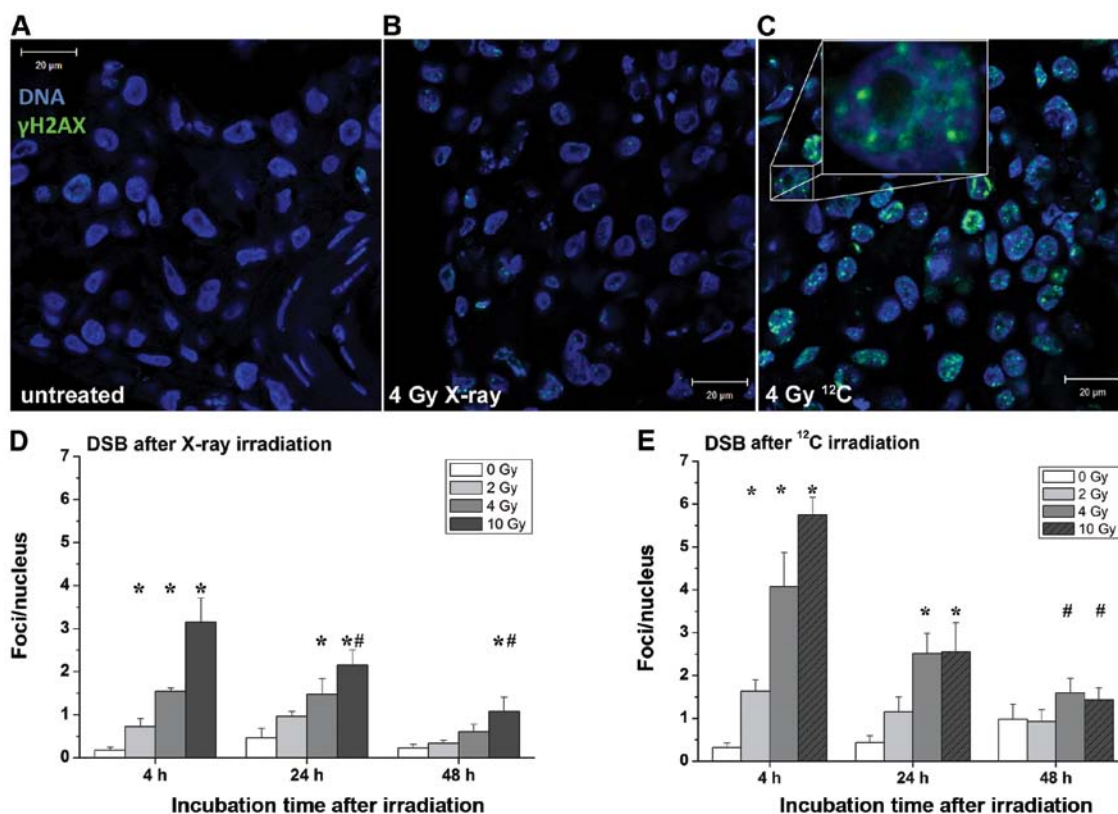 A
B
C
20 µm
DNA
γH2AX
untreated
4 Gy X-ray
20 µm
4 Gy ¹²C
20 µm
D
DSB after X-ray irradiation
Foci/nucleus
7
6
5
4
3
2
1
0
0 Gy
2 Gy
4 Gy
10 Gy
* * *
* *#
*#
4 h 24 h 48 h
Incubation time after irradiation
E
DSB after ¹²C irradiation
Foci/nucleus
7
6
5
4
3
2
1
0
0 Gy
2 Gy
4 Gy
10 Gy
* * *
* *
# #
4 h 24 h 48 h
Incubation time after irradiation